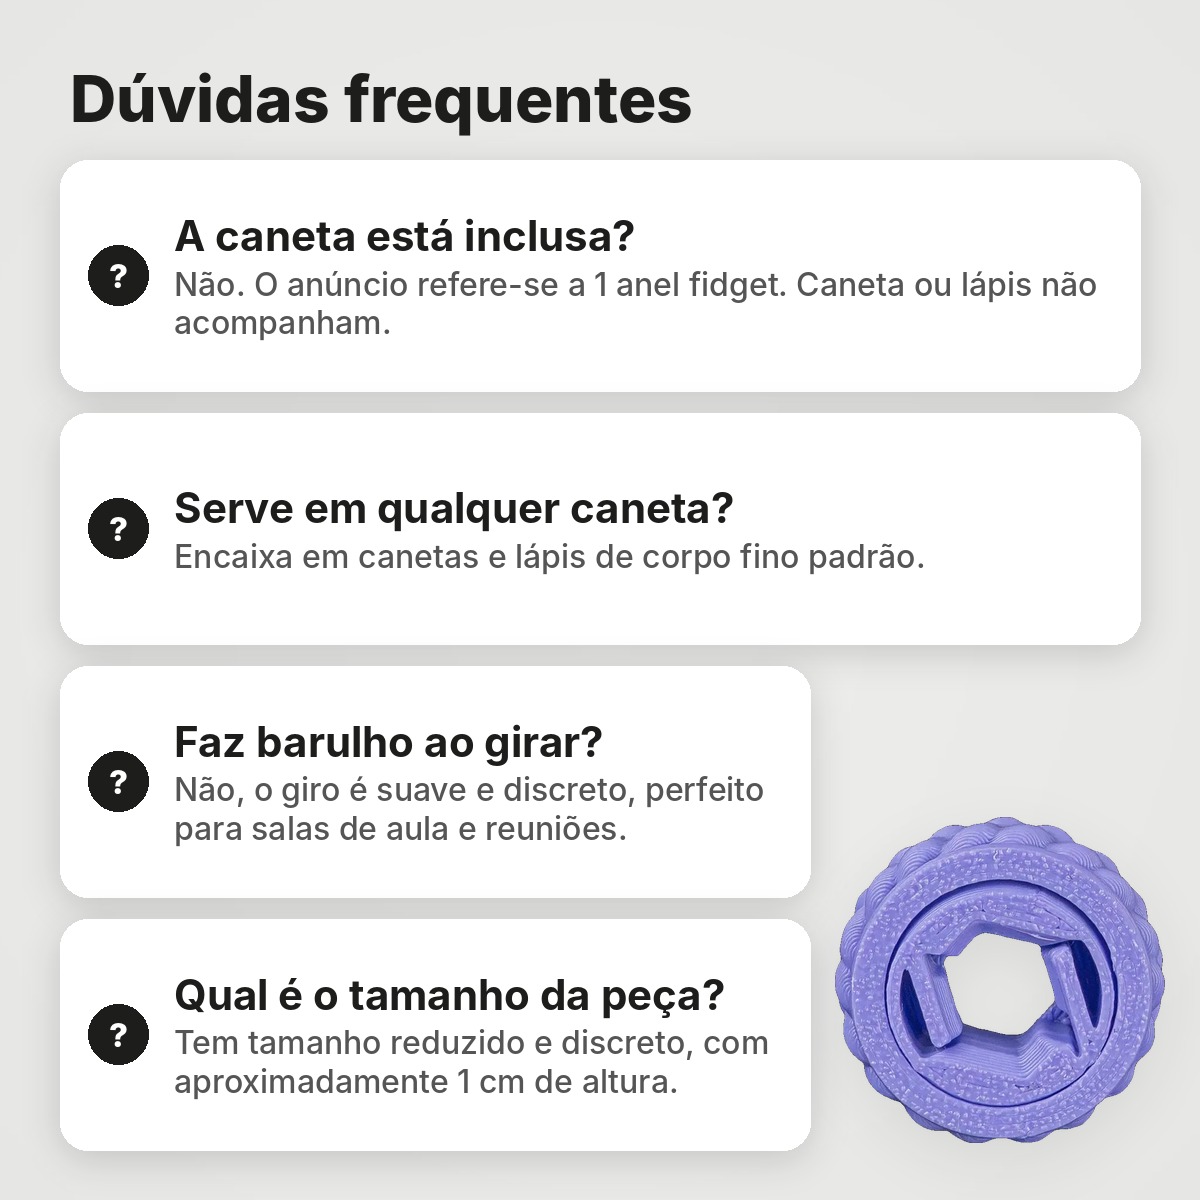 Dúvidas frequentes
A caneta está inclusa?
Não. O anúncio refere-se a 1 anel fidget. Caneta ou lápis não
acompanham.
?
Serve em qualquer caneta?
Encaixa em canetas e lápis de corpo fino padrão.
?
Faz barulho ao girar?
Não, o giro é suave e discreto, perfeito
para salas de aula e reuniões.
?
Qual é o tamanho da peça?
Tem tamanho reduzido e discreto, com
aproximadamente 1 cm de altura.
?